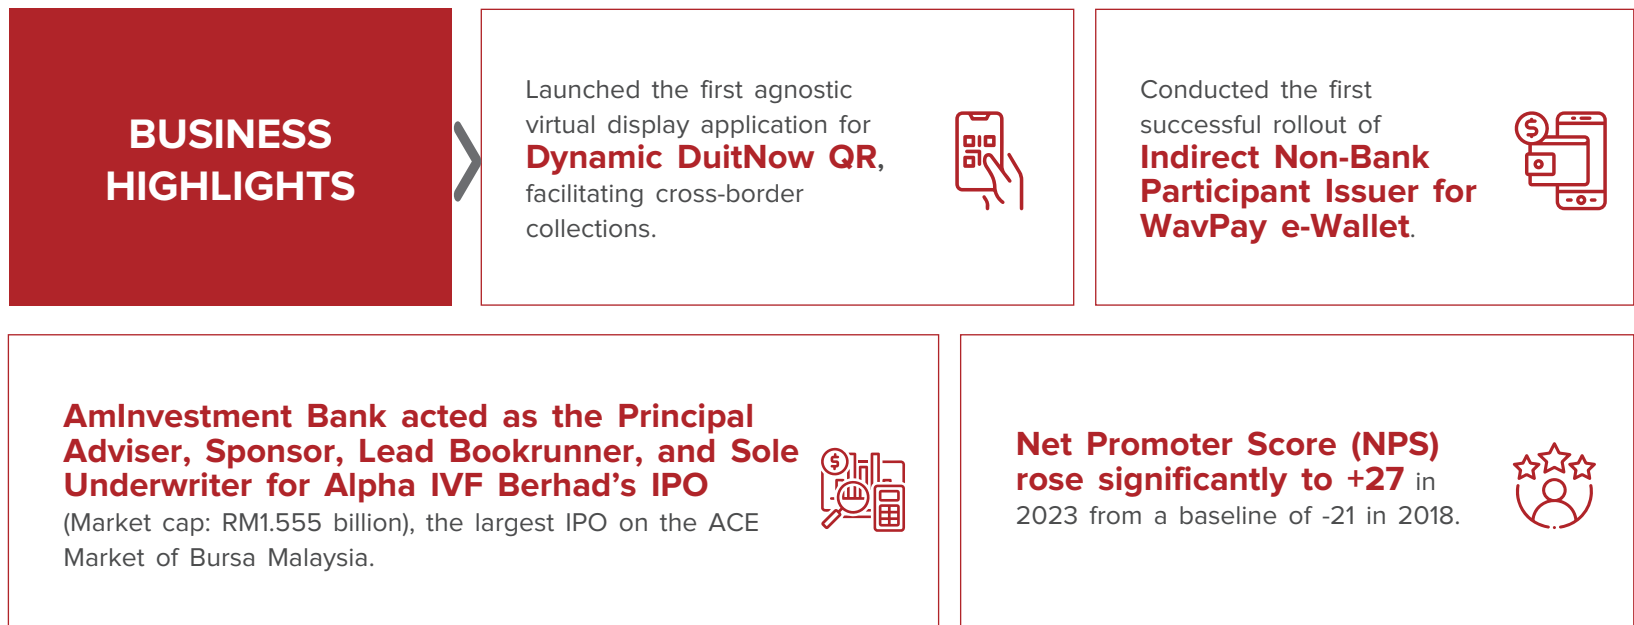 BUSINESS
HIGHLIGHTS
Launched the first agnostic
virtual display application for
Dynamic DuitNow QR,
facilitating cross-border
collections.
Conducted the first
successful rollout of
Indirect Non-Bank
Participant Issuer for
WavPay e-Wallet.
AmInvestment Bank acted as the Principal
Adviser, Sponsor, Lead Bookrunner, and Sole
Underwriter for Alpha IVF Berhad's IPO
(Market cap: RM1.555 billion), the largest IPO on the ACE
Market of Bursa Malaysia.
Net Promoter Score (NPS)
rose significantly to +27 in
2023 from a baseline of -21 in 2018.